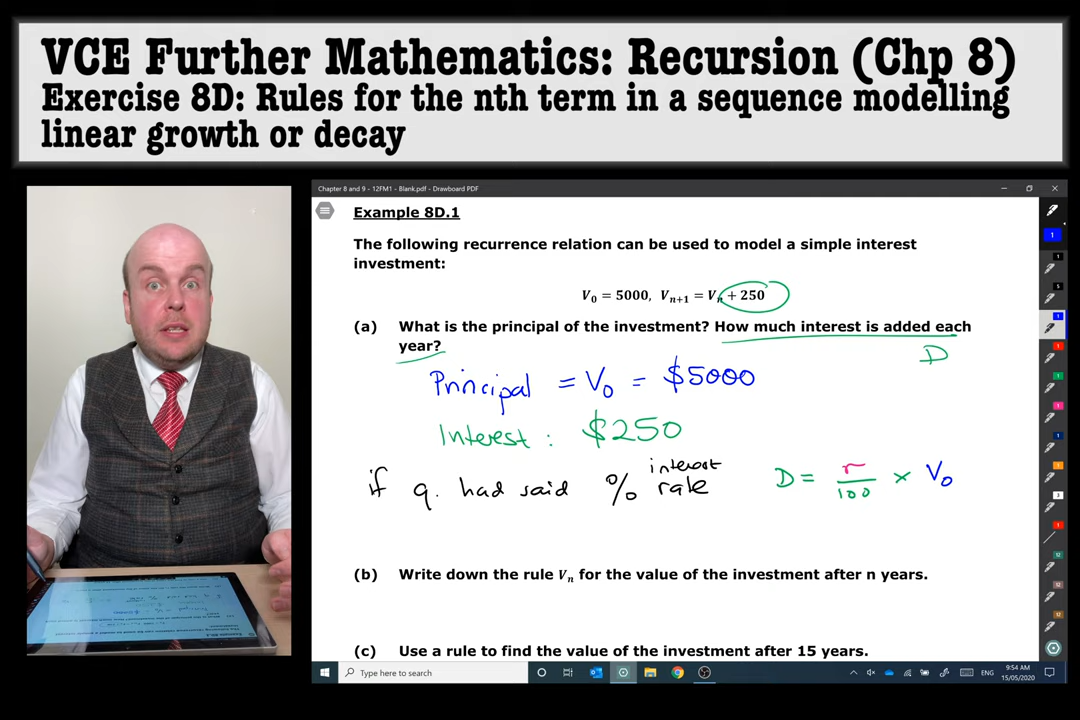 VCE Further Mathematics: Recursion (Chp 8)
Exercise 8D: Rules for the nth term in a sequence modelling
linear growth or decay
Chapter 8 and 9 - 12FM1 - Blank.pdf - Drawboard PDF
Example 8D.1
The following recurrence relation can be used to model a simple interest
investment:
V₀ = 5000, Vₙ₊₁ = Vₙ + 250
(a) What is the principal of the investment? How much interest is added each
year?
D
Principal = V₀ = $5000
Interest: $250
if q. had said % interest rate D = r/100 × V₀
(b) Write down the rule Vₙ for the value of the investment after n years.
(c) Use a rule to find the value of the investment after 15 years.
Type here to search
ENG
9:54 AM
15/05/2020